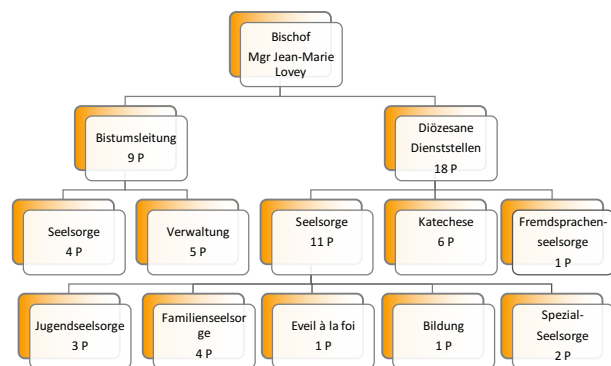 Bischof
Mgr Jean-Marie
Lovey
Bistumsleitung
9 P
Diözesane
Dienststellen
18 P
Seelsorge
4 P
Verwaltung
5 P
Seelsorge
11 P
Katechese
6 P
Fremdsprachen-
seelsorge
1 P
Jugendseelsorge
3 P
Familienseelsor
ge
4 P
Eveil à la foi
1 P
Bildung
1 P
Spezial-
Seelsorge
2 P